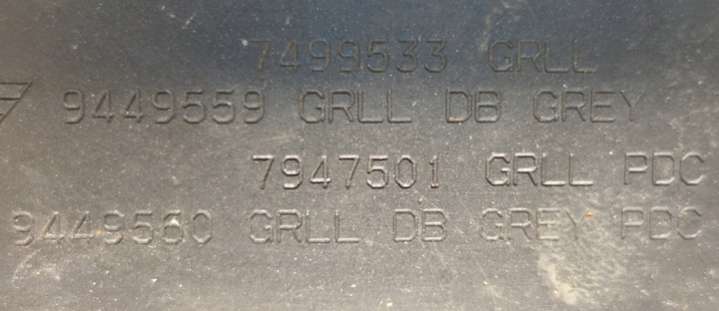 7499533 GRLL
9449559 GRLL DB GREY
7947501 GRLL PDC
9449560 GRLL DB GREY PDC